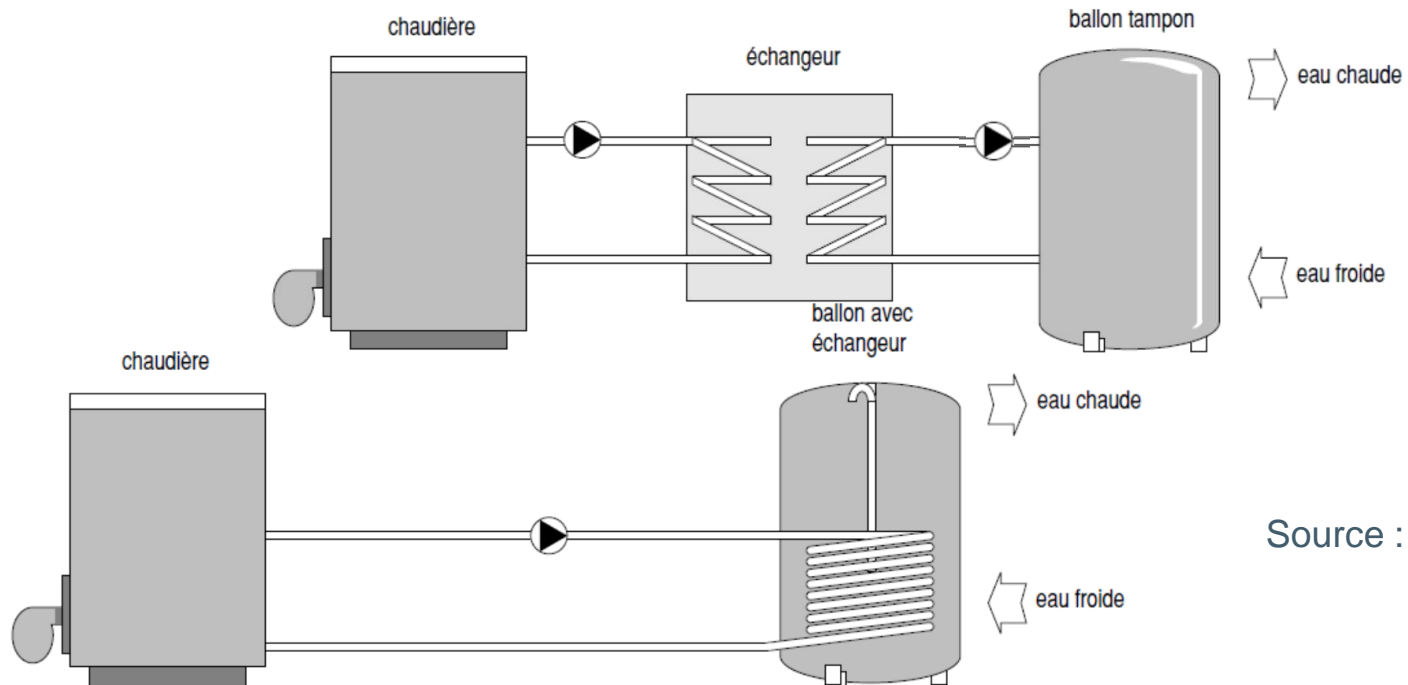 chaudière
échangeur
ballon tampon
eau chaude
eau froide
ballon avec
échangeur
chaudière
eau chaude
Source :
eau froide